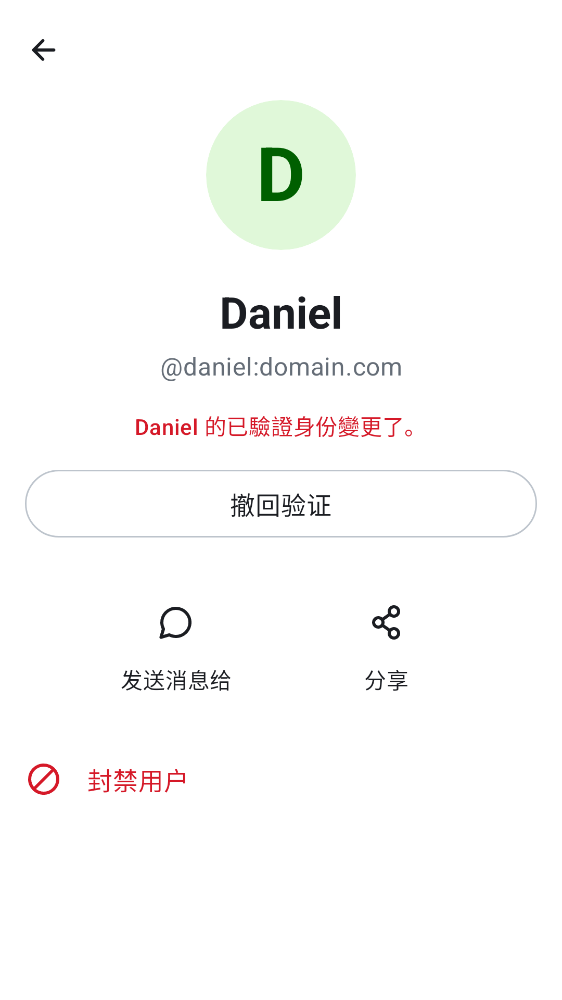 D
Daniel
@daniel:domain.com
Daniel 的已驗證身份變更了。
撤回验证
发送消息给
分享
封禁用户